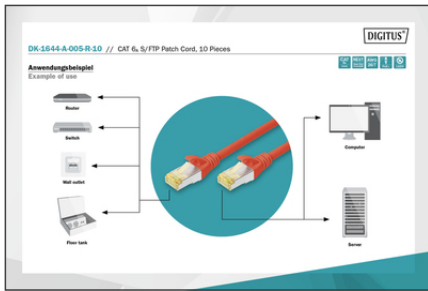 DIGITUS®
DK-1644-A-005-R-10 // CAT 6A S/FTP Patch Cord, 10 Pieces
Anwendungsbeispiel
Example of use
Router
Switch
Wall outlet
Floor tank
Computer
Server